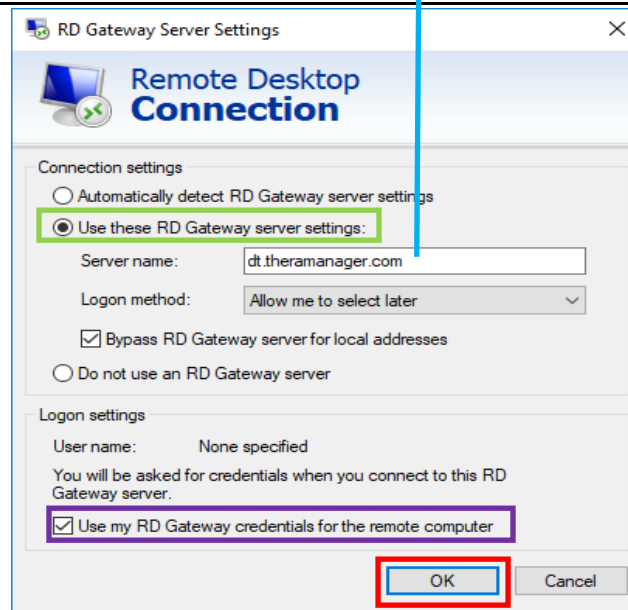 RD Gateway Server Settings
Remote Desktop
Connection
Connection settings
Automatically detect RD Gateway server settings
Use these RD Gateway server settings:
Server name: dt.theramanager.com
Logon method: Allow me to select later
Bypass RD Gateway server for local addresses
Do not use an RD Gateway server
Logon settings
User name: None specified
You will be asked for credentials when you connect to this RD
Gateway server.
Use my RD Gateway credentials for the remote computer
OK Cancel